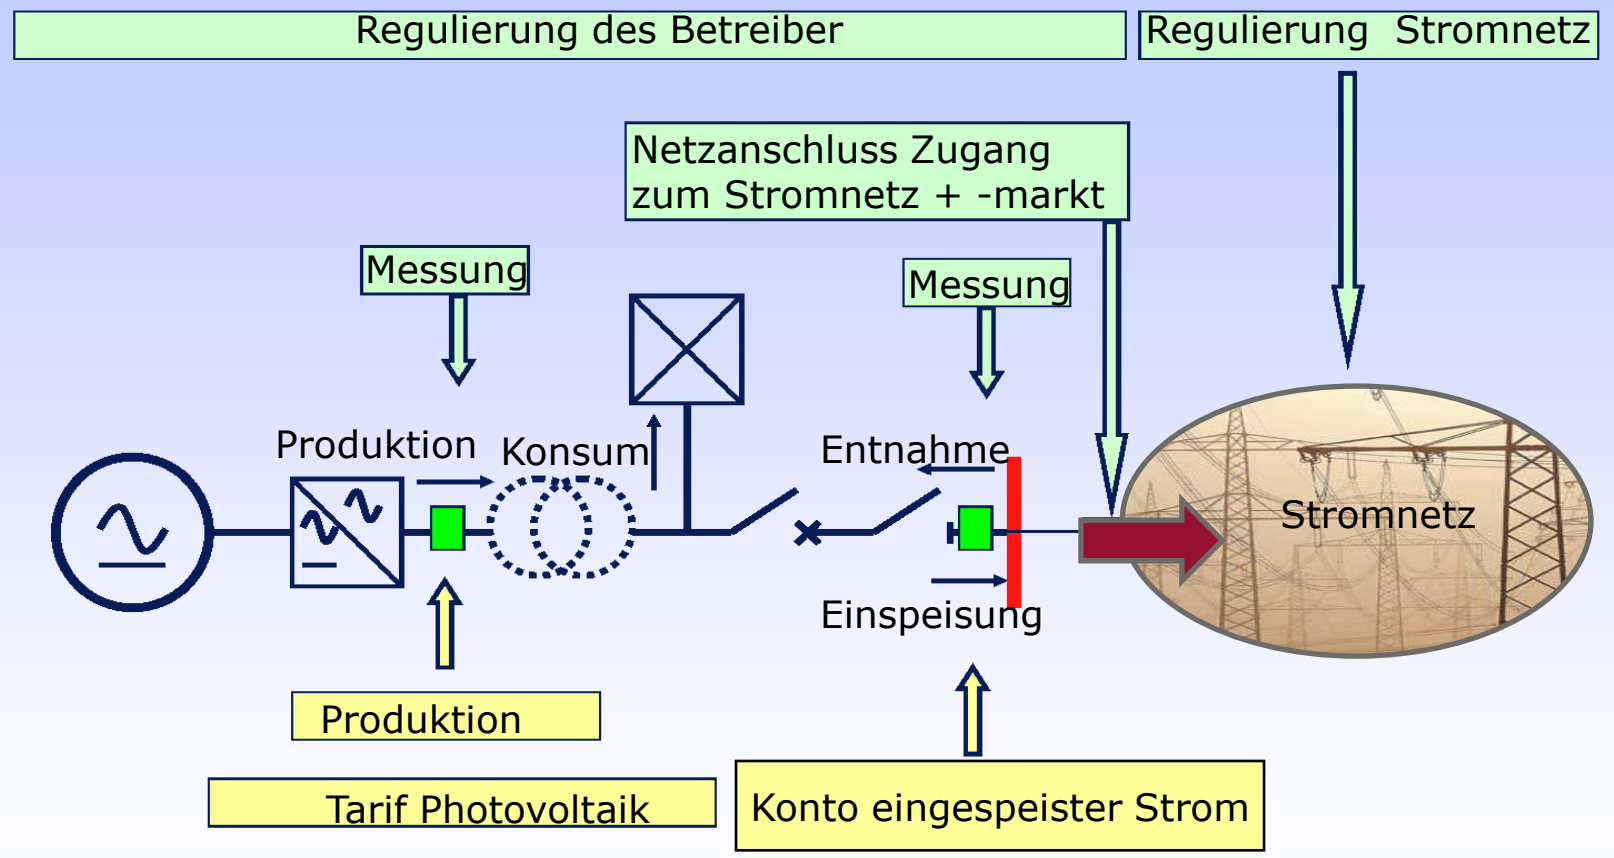 Regulierung des Betreiber
Regulierung  Stromnetz
Netzanschluss Zugang
zum Stromnetz + -markt
Messung
Messung
Produktion
Konsum
Entnahme
Stromnetz
Einspeisung
Produktion
Tarif Photovoltaik
Konto eingespeister Strom